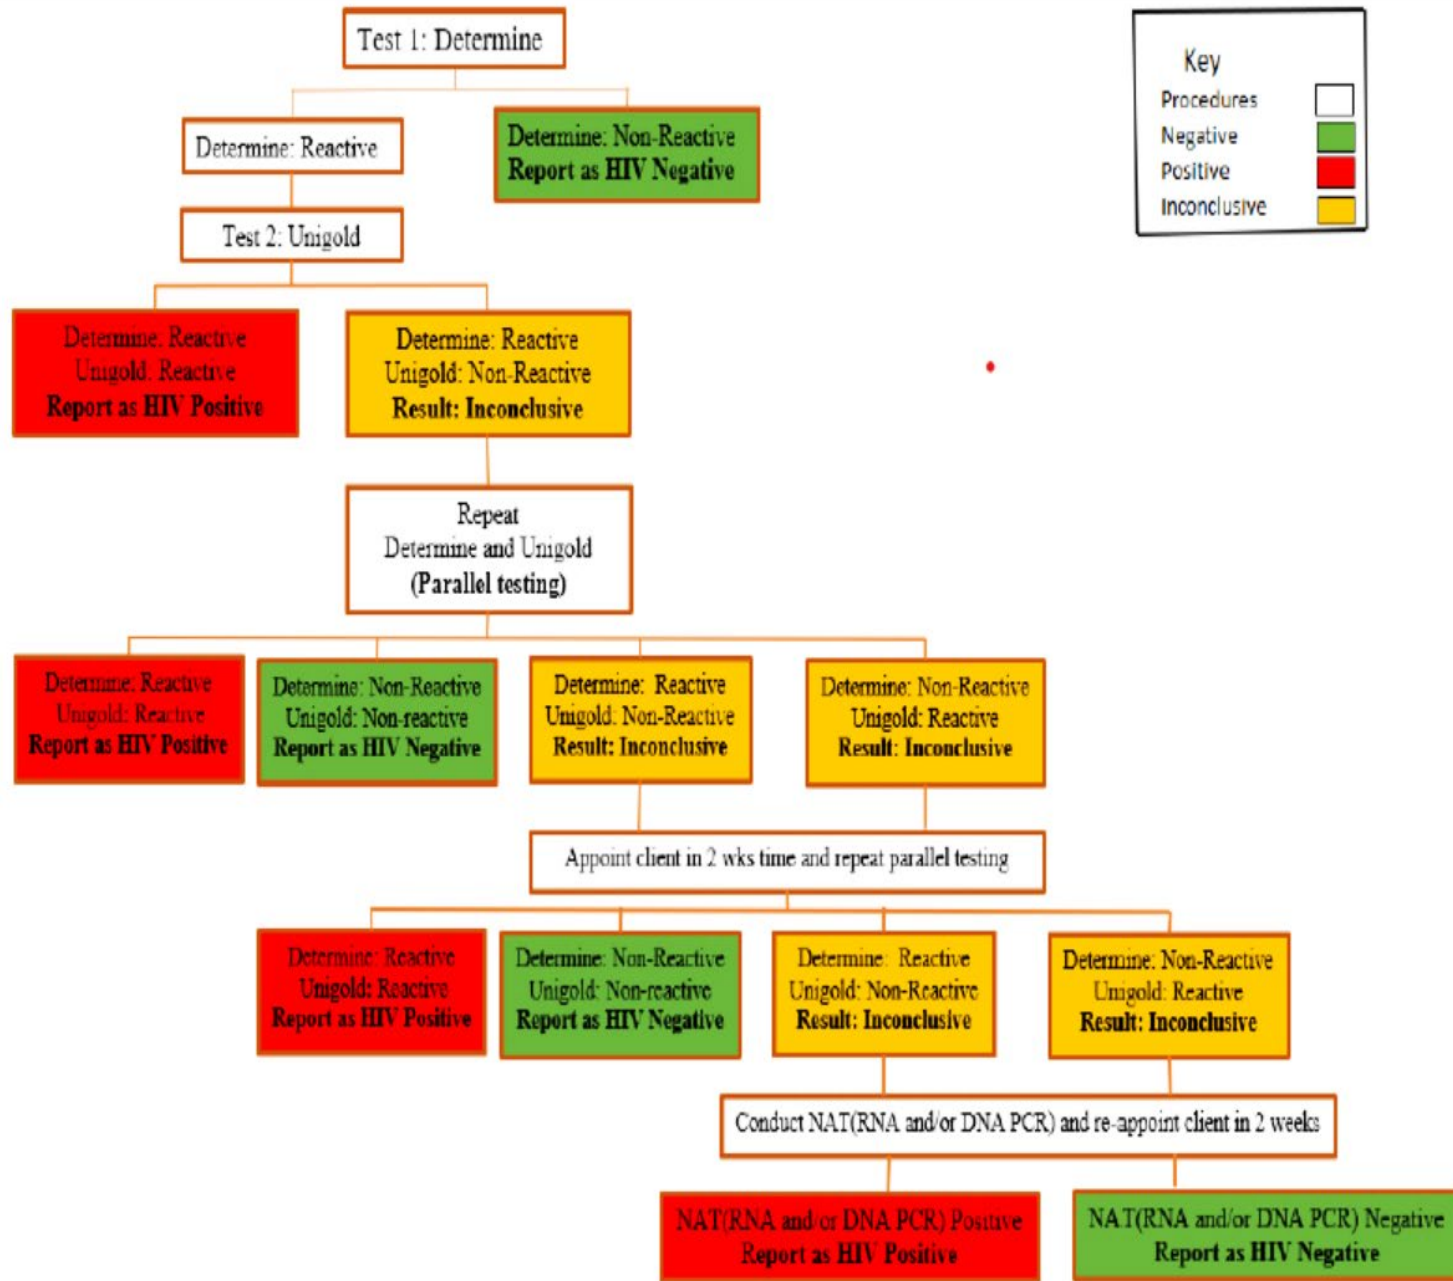 Test 1: Determine
Key
Procedures
Negative
Positive
Inconclusive
Determine: Reactive
Determine: Non-Reactive
Report as HIV Negative
Test 2: Unigold
Determine: Reactive
Unigold: Reactive
Report as HIV Positive
Determine: Reactive
Unigold: Non-Reactive
Result: Inconclusive
Repeat
Determine and Unigold
(Parallel testing)
Determine: Reactive
Unigold: Reactive
Report as HIV Positive
Determine: Non-Reactive
Unigold: Non-reactive
Report as HIV Negative
Determine: Reactive
Unigold: Non-Reactive
Result: Inconclusive
Determine: Non-Reactive
Unigold: Reactive
Result: Inconclusive
Appoint client in 2 wks time and repeat parallel testing
Determine: Reactive
Unigold: Reactive
Report as HIV Positive
Determine: Non-Reactive
Unigold: Non-reactive
Report as HIV Negative
Determine: Reactive
Unigold: Non-Reactive
Result: Inconclusive
Determine: Non-Reactive
Unigold: Reactive
Result: Inconclusive
Conduct NAT(RNA and/or DNA PCR) and re-appoint client in 2 weeks
NAT(RNA and/or DNA PCR) Positive
Report as HIV Positive
NAT(RNA and/or DNA PCR) Negative
Report as HIV Negative